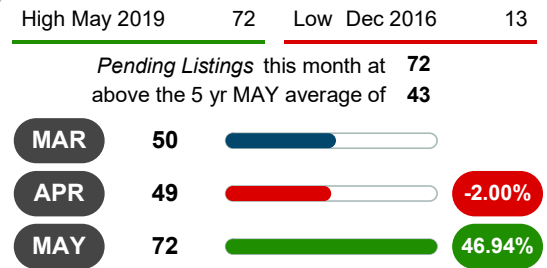 High May 2019 72 Low Dec 2016 13
Pending Listings this month at 72
above the 5 yr MAY average of 43
MAR 50
APR 49 -2.00%
MAY 72 46.94%